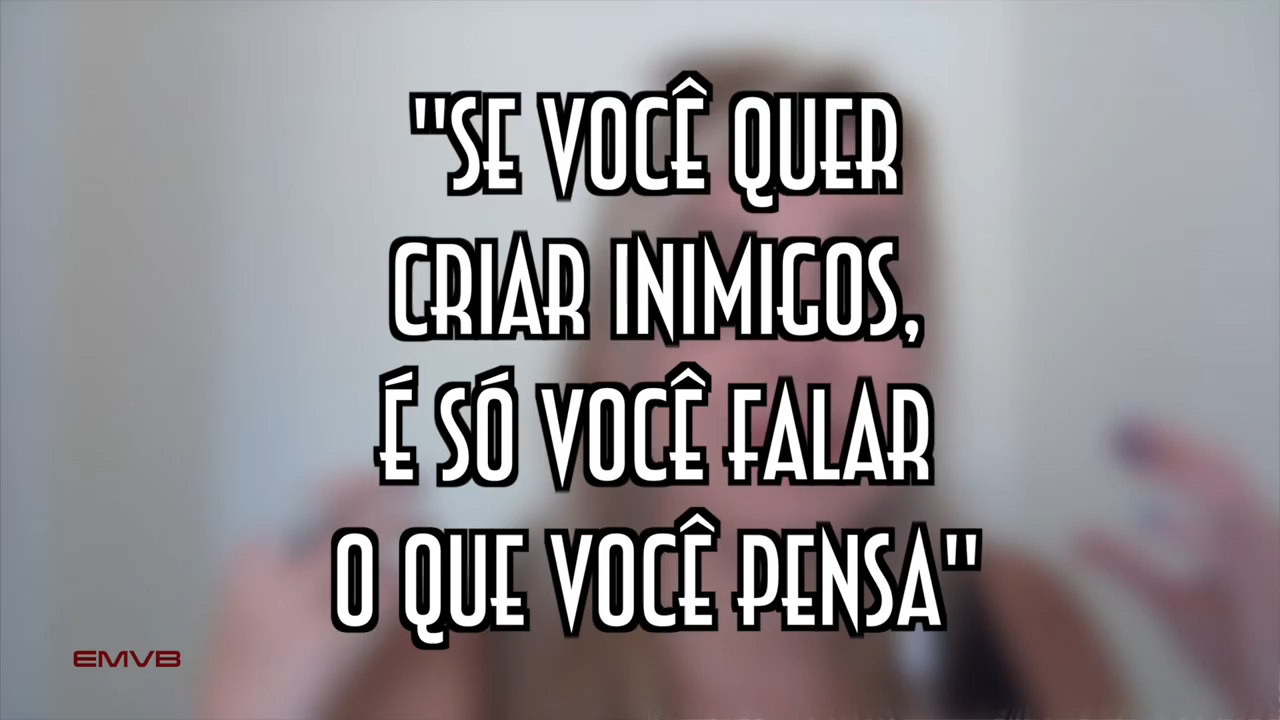 "SE VOCÊ QUER
CRIAR INIMIGOS,
É SÓ VOCÊ FALAR
O QUE VOCÊ PENSA"
EMVB